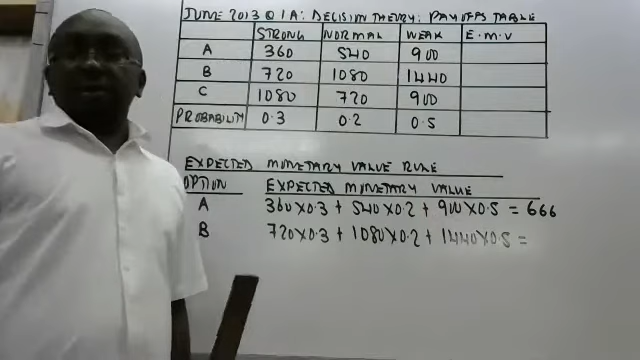 JUNE 2013 Q 1A: DECISION THEORY: PAYOFFS TABLE
STRONG NORMAL WEAK E.M.V
A 360 540 900
B 720 1080 1440
C 1080 720 900
PROBABILITY 0.3 0.2 0.5
EXPECTED MONETARY VALUE RULE
OPTION EXPECTED MONETARY VALUE
A 360X0.3 + 540X0.2 + 900X0.5 = 666
B 720X0.3 + 1080X0.2 + 1440X0.5 =